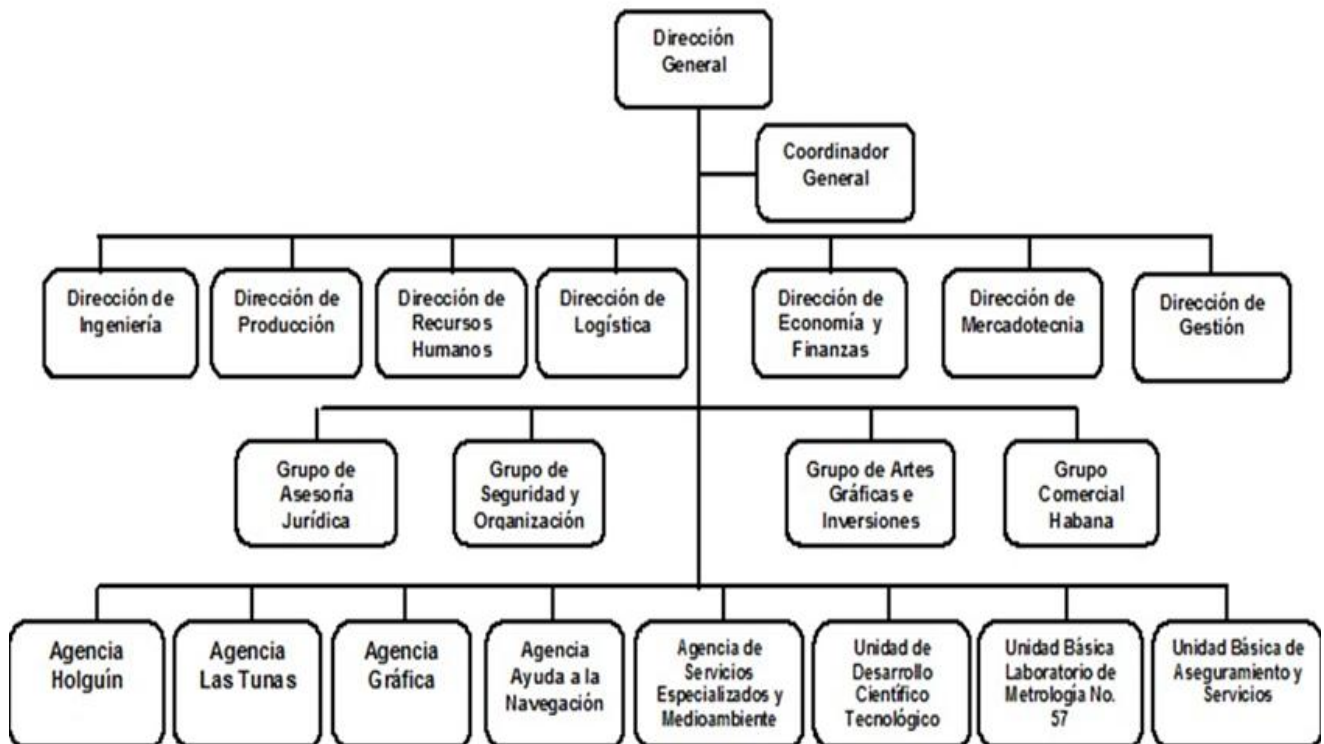 Dirección
General
Coordinador
General
Dirección de
Ingeniería
Dirección de
Producción
Dirección de
Recursos
Humanos
Dirección de
Logística
Dirección de
Economía y
Finanzas
Dirección de
Mercadotecnia
Dirección de
Gestión
Grupo de
Asesoría
Jurídica
Grupo de
Seguridad y
Organización
Grupo de Artes
Gráficas e
Inversiones
Grupo
Comercial
Habana
Agencia
Holguín
Agencia
Las Tunas
Agencia
Gráfica
Agencia
Ayuda a la
Navegación
Agencia de
Servicios
Especializados y
Medioambiente
Unidad de
Desarrollo
Científico
Tecnológico
Unidad Básica
Laboratorio de
Metrología No.
57
Unidad Básica de
Aseguramiento y
Servicios